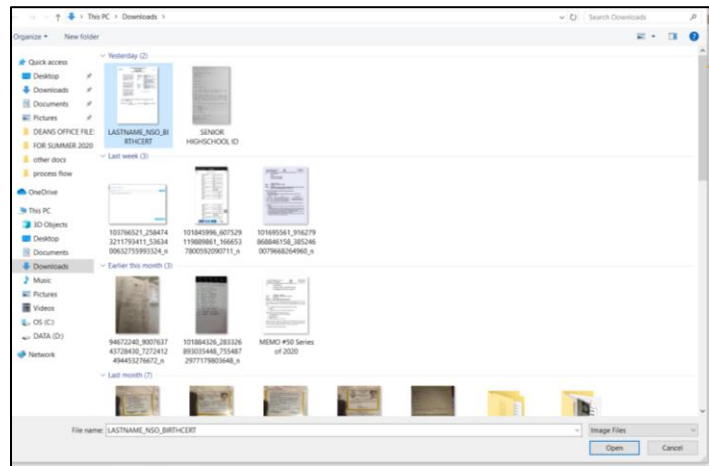 This PC > Downloads >
Search Downloads
Organize
New folder
Quick access
Desktop
Downloads
Documents
Pictures
DEANS OFFICE FILE:
FOR SUMMER 2020
other docs
process flow
OneDrive
This PC
3D Objects
Desktop
Documents
Downloads
Music
Pictures
Videos
OS (C:)
DATA (D:)
Network
Yesterday (2)
LASTNAME_NSO_BI
RTHCERT
SENIOR
HIGHSCHOOL ID
Last week (3)
103766521_258474
3211793411_53634
00632755993324_n
101845996_607529
119889861_166653
7800592090711_n
101695561_916279
868846158_385246
0079668264960_n
Earlier this month (3)
94672240_9007637
43728430_7272412
494453276672_n
101884326_283326
893035448_755487
2977179803648_n
MEMO #50 Series
of 2020
Last month (7)
File name: LASTNAME_NSO_BIRTHCERT
Image Files
Open
Cancel